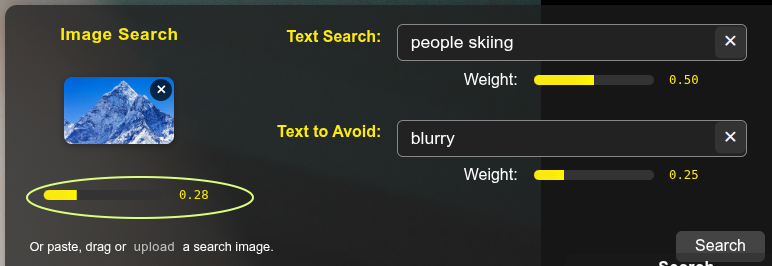 Image Search
Text Search: people skiing ✕
Weight: 0.50
✕
Text to Avoid: blurry ✕
Weight: 0.25
0.28
Search
Or paste, drag or upload a search image.
Search